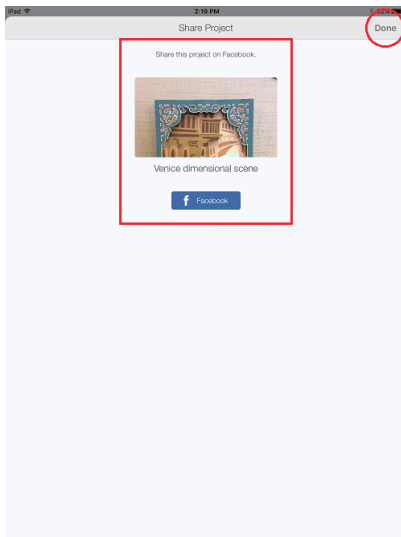 iPad 2:19 PM
Share Project
Done
Share this project on Facebook.
Venice dimensional scene
f Facebook